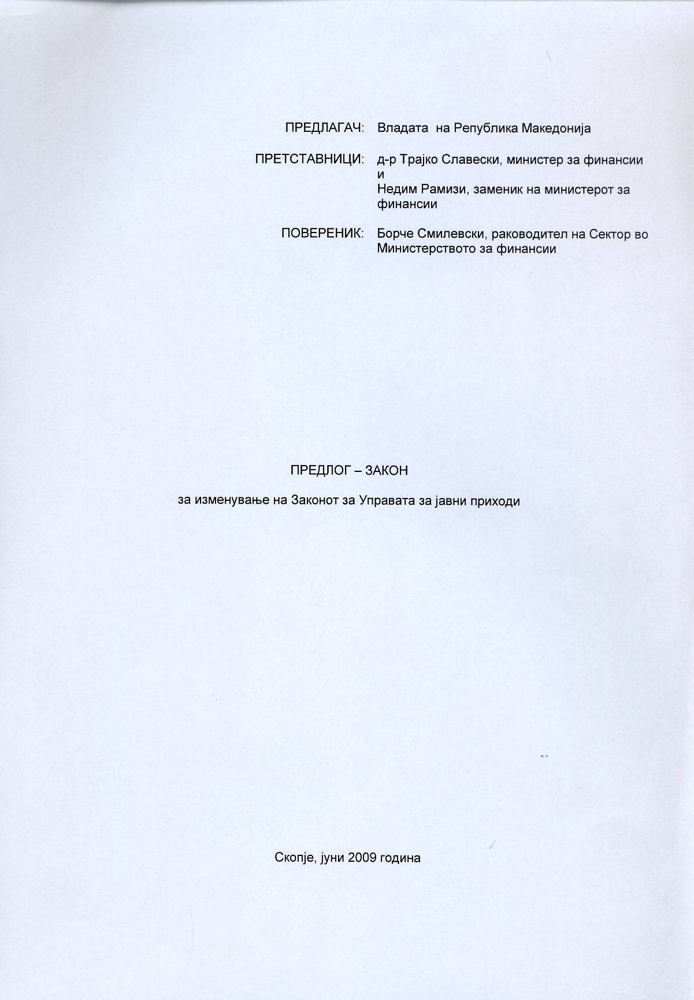 ПРЕДЛАГАЧ: Владата на Република Македонија
ПРЕТСТАВНИЦИ: д-р Трајко Славески, министер за финансии
и
Недим Рамизи, заменик на министерот за
финансии
ПОВЕРЕНИК: Борче Смилевски, раководител на Сектор во
Министерството за финансии
ПРЕДЛОГ – ЗАКОН
за изменување на Законот за Управата за јавни приходи
Скопје, јуни 2009 година